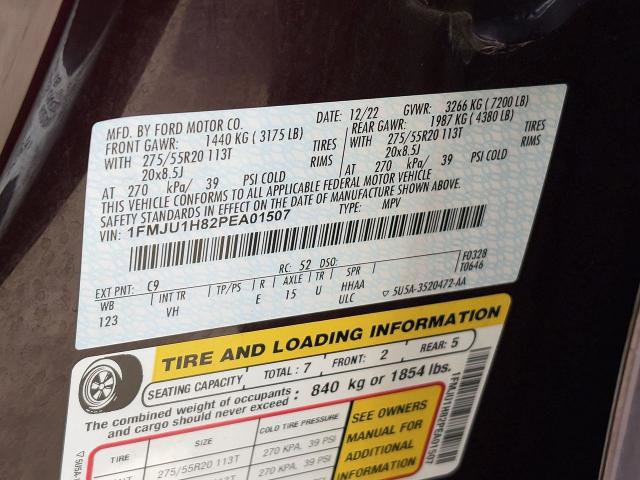 MFD. BY FORD MOTOR CO.
DATE: 12/22 GVWR: 3266 KG ( 7200 LB)
FRONT GAWR: 1440 KG ( 3175 LB) REAR GAWR: 1987 KG ( 4380 LB)
WITH 275/55R20 113T TIRES WITH 275/55R20 113T TIRES
20x8.5J RIMS 20x8.5J RIMS
AT 270 kPa/ 39 PSI COLD AT 270 kPa/ 39 PSI COLD
THIS VEHICLE CONFORMS TO ALL APPLICABLE FEDERAL MOTOR VEHICLE
SAFETY STANDARDS IN EFFECT ON THE DATE OF MANUFACTURE SHOWN ABOVE.
VIN: 1FMJU1H82PEA01507 TYPE: MPV
EXT PNT: C9 RC: 52 DSO: F0328
WB INT TR TP/PS R AXLE TR SPR T0646
123 VH E 15 U HHAA
ULC ▽ 5U5A-3520472-AA
TIRE AND LOADING INFORMATION
SEATING CAPACITY TOTAL : 7 FRONT: 2 REAR: 5
The combined weight of occupants
and cargo should never exceed : 840 kg or 1854 lbs.
TIRE SIZE COLD TIRE PRESSURE
275/55R20 113T 270 KPA, 39 PSI
270 KPA, 39 PSI
SEE OWNERS
MANUAL FOR
ADDITIONAL
INFORMATION
1FMJU1H82PEA01507